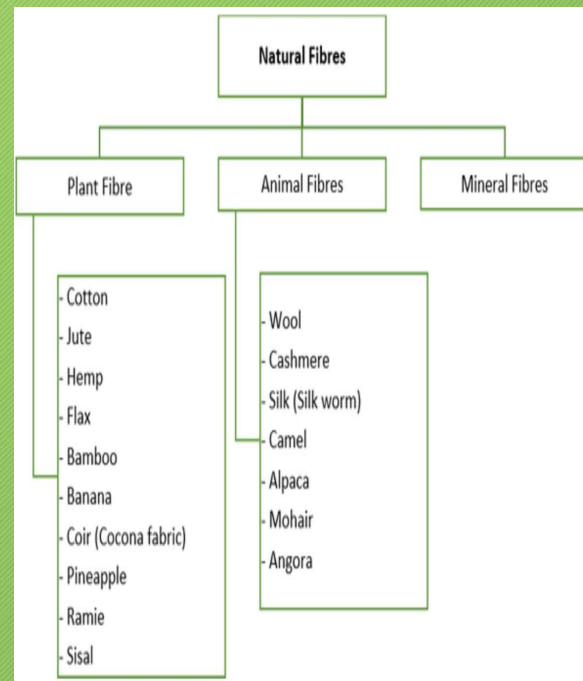 Natural Fibres
Plant Fibre
Animal Fibres
Mineral Fibres
- Cotton
- Jute
- Hemp
- Flax
- Bamboo
- Banana
- Coir (Cocona fabric)
- Pineapple
- Ramie
- Sisal
- Wool
- Cashmere
- Silk (Silk worm)
- Camel
- Alpaca
- Mohair
- Angora